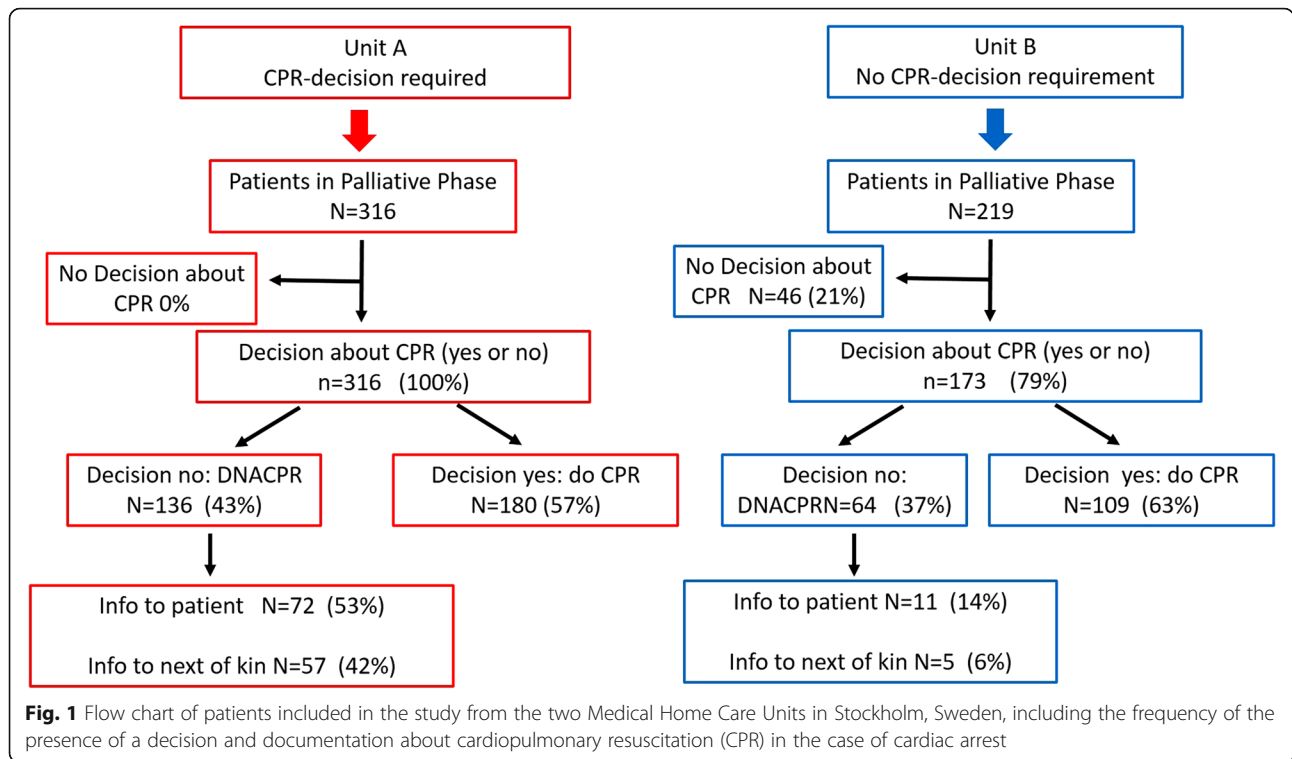 Unit A
CPR-decision required
Unit B
No CPR-decision requirement
Patients in Palliative Phase
N=316
Patients in Palliative Phase
N=219
No Decision about
CPR 0%
No Decision about
CPR N=46 (21%)
Decision about CPR (yes or no)
n=316 (100%)
Decision about CPR (yes or no)
n=173 (79%)
Decision no: DNACPR
N=136 (43%)
Decision yes: do CPR
N=180 (57%)
Decision no:
DNACPRN=64 (37%)
Decision yes: do CPR
N=109 (63%)
Info to patient N=72 (53%)
Info to next of kin N=57 (42%)
Info to patient N=11 (14%)
Info to next of kin N=5 (6%)
Fig. 1 Flow chart of patients included in the study from the two Medical Home Care Units in Stockholm, Sweden, including the frequency of the
presence of a decision and documentation about cardiopulmonary resuscitation (CPR) in the case of cardiac arrest